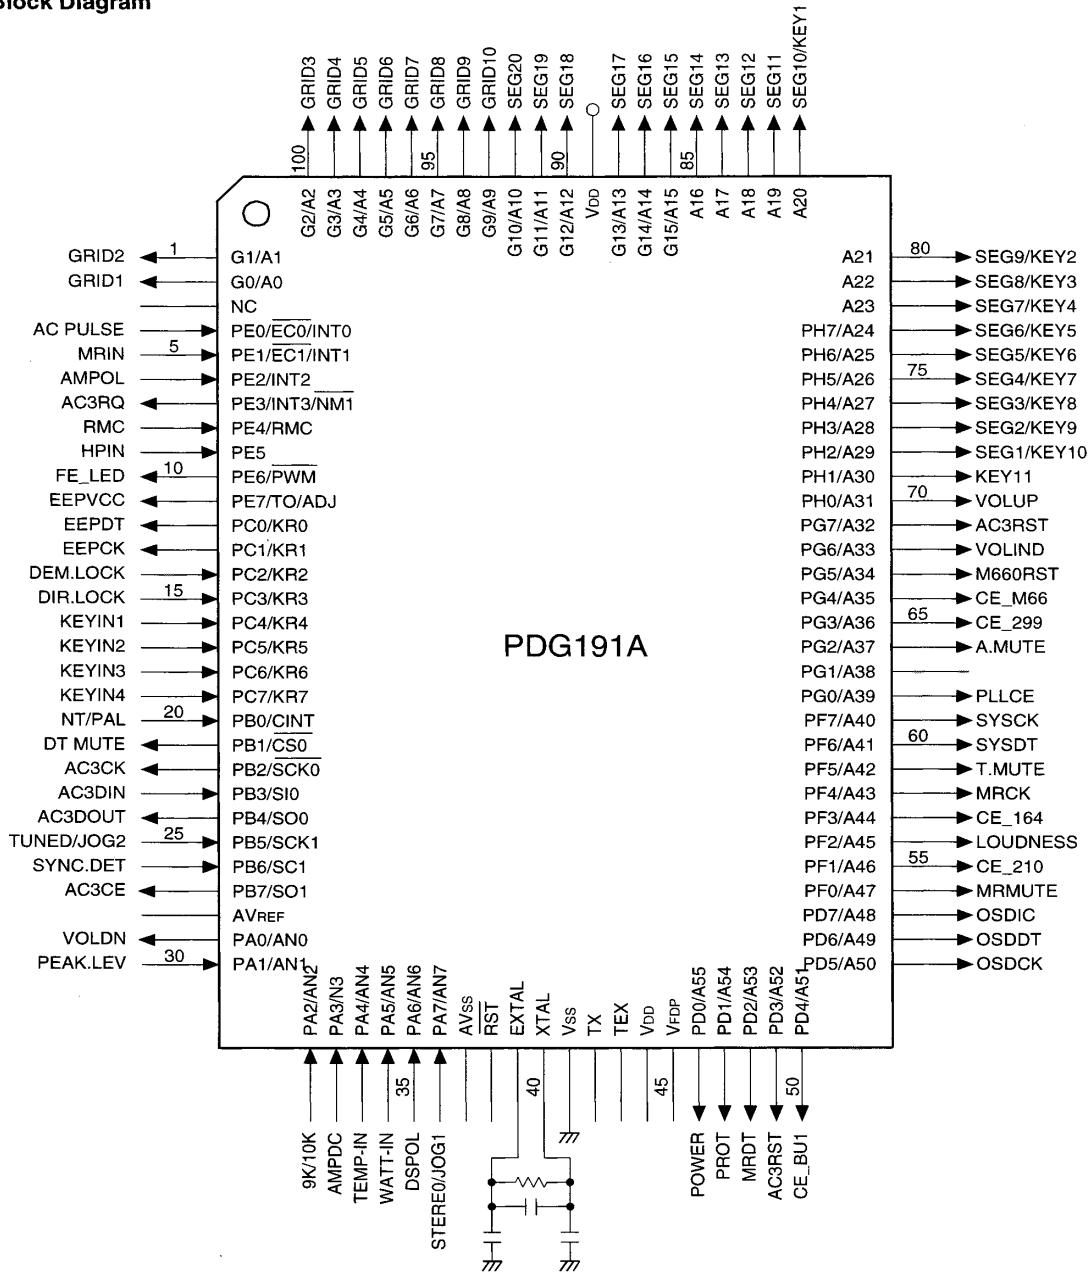 Block Diagram
GRID3 GRID4 GRID5 GRID6 GRID7 GRID8 GRID9 GRID10 SEG20 SEG19 SEG18 SEG17 SEG16 SEG15 SEG14 SEG13 SEG12 SEG11 SEG10/KEY1
100 95 90 85
G2/A2 G3/A3 G4/A4 G5/A5 G6/A6 G7/A7 G8/A8 G9/A9 G10/A10 G11/A11 G12/A12 VDD G13/A13 G14/A14 G15/A15 A16 A17 A18 A19 A20
GRID2 1 G1/A1 A21 80 SEG9/KEY2
GRID1 G0/A0 A22 SEG8/KEY3
NC A23 SEG7/KEY4
AC PULSE PE0/EC0/INT0 PH7/A24 SEG6/KEY5
MRIN 5 PE1/EC1/INT1 PH6/A25 SEG5/KEY6
AMPOL PE2/INT2 PH5/A26 75 SEG4/KEY7
AC3RQ PE3/INT3/NM1 PH4/A27 SEG3/KEY8
RMC PE4/RMC PH3/A28 SEG2/KEY9
HPIN PE5 PH2/A29 SEG1/KEY10
FE_LED 10 PE6/PWM PH1/A30 KEY11
EEPVCC PE7/TO/ADJ PH0/A31 70 VOLUP
EEPDT PC0/KR0 PG7/A32 AC3RST
EEPCK PC1/KR1 PG6/A33 VOLIND
DEM.LOCK PC2/KR2 PG5/A34 M660RST
DIR.LOCK 15 PC3/KR3 PG4/A35 CE_M66
KEYIN1 PC4/KR4 PG3/A36 65 CE_299
KEYIN2 PC5/KR5 PDG191A PG2/A37 A.MUTE
KEYIN3 PC6/KR6 PG1/A38
KEYIN4 PC7/KR7 PG0/A39 PLLCE
NT/PAL 20 PB0/CINT PF7/A40 SYSCK
DT MUTE PB1/CS0 PF6/A41 60 SYSDT
AC3CK PB2/SCK0 PF5/A42 T.MUTE
AC3DIN PB3/SI0 PF4/A43 MRCK
AC3DOUT PB4/SO0 PF3/A44 CE_164
TUNED/JOG2 25 PB5/SCK1 PF2/A45 LOUDNESS
SYNC.DET PB6/SC1 PF1/A46 55 CE_210
AC3CE PB7/SO1 PF0/A47 MRMUTE
AVREF PD7/A48 OSDIC
VOLDN PA0/AN0 PD6/A49 OSDDT
PEAK.LEV 30 PA1/AN1 PD5/A50 OSDCK
PA2/AN2 PA3/N3 PA4/AN4 PA5/AN5 PA6/AN6 PA7/AN7 AVSS RST EXTAL XTAL VSS TX TEX VDD VFDP PD0/A55 PD1/A54 PD2/A53 PD3/A52 PD4/A51
35 40 45 50
9K/10K AMPDC TEMP-IN WATT-IN DSPOL STERE0/JOG1 POWER PROT MRDT AC3RST CE_BU1